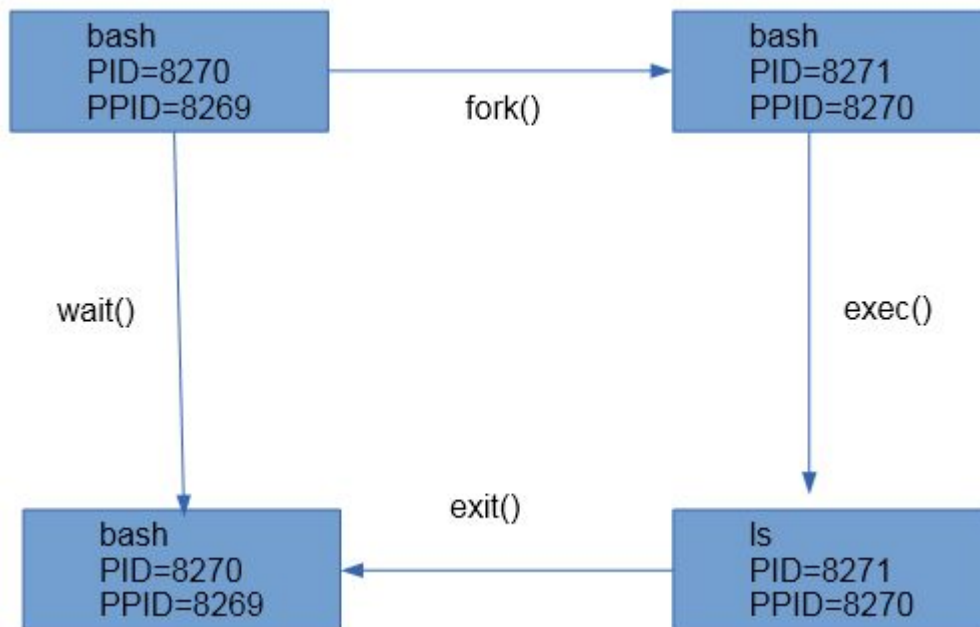 bash
PID=8270
PPID=8269
fork()
bash
PID=8271
PPID=8270
wait()
exec()
bash
PID=8270
PPID=8269
exit()
ls
PID=8271
PPID=8270